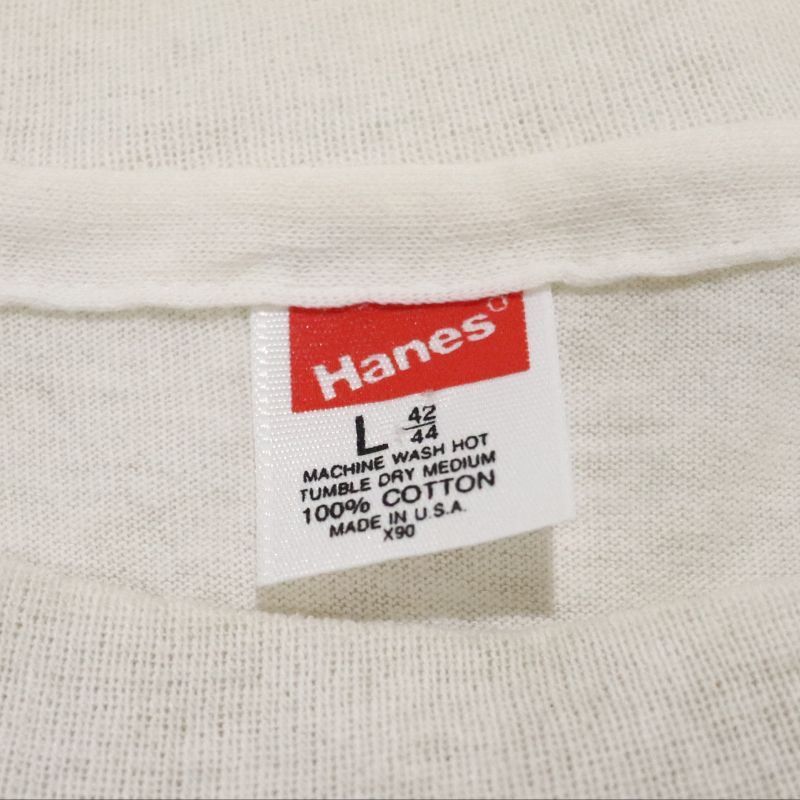 Hanes
L 42/44
MACHINE WASH HOT
TUMBLE DRY MEDIUM
100% COTTON
MADE IN U.S.A.
X90